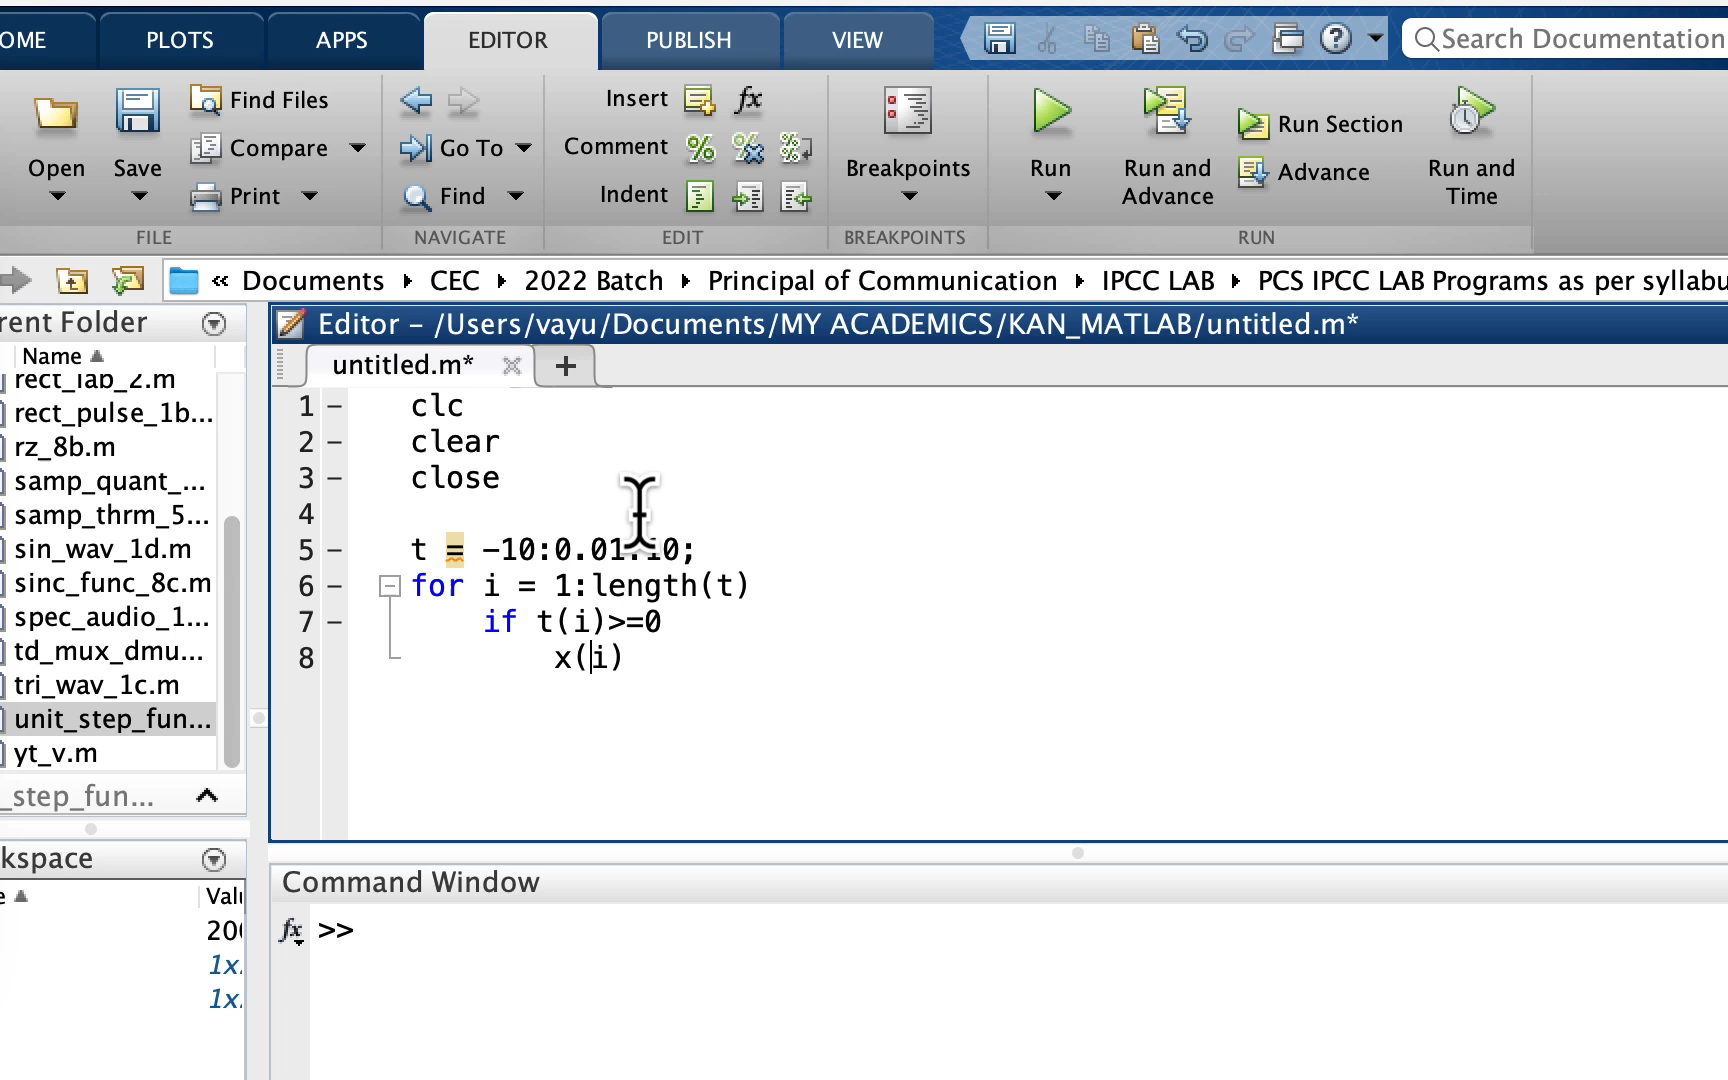 OME PLOTS APPS EDITOR PUBLISH VIEW Search Documentation
Open Save Find Files Compare Print
Go To Find
Insert fx
Comment
Indent
Breakpoints
Run Run and Advance Run Section Advance Run and Time
FILE NAVIGATE EDIT BREAKPOINTS RUN
« Documents CEC 2022 Batch Principal of Communication IPCC LAB PCS IPCC LAB Programs as per syllabu
rent Folder
Name
rect_lab_2.m
rect_pulse_1b...
rz_8b.m
samp_quant_...
samp_thrm_5...
sin_wav_1d.m
sinc_func_8c.m
spec_audio_1...
td_mux_dmu...
tri_wav_1c.m
unit_step_fun...
yt_v.m
_step_fun...
kspace
e Valu
200
1x.
1x.
Editor - /Users/vayu/Documents/MY ACADEMICS/KAN_MATLAB/untitled.m*
untitled.m* +
1 - clc
2 - clear
3 - close
4
5 - t = -10:0.01:10;
6 - for i = 1:length(t)
7 - if t(i)>=0
8 x(i)
Command Window
fx >>